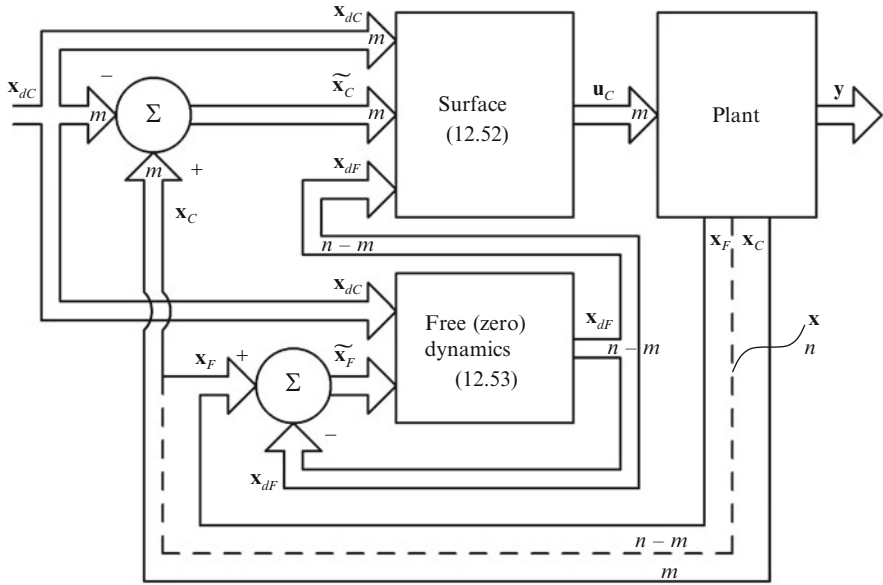 x_dC
m
x_dC
–
m
Σ
x̃_C
m
+
m
x_C
x_dF
n – m
Surface
(12.52)
u_C
m
Plant
y
x_F
x_C
x_dC
Free (zero)
dynamics
(12.53)
x_dF
n – m
x
n
x_F
+
Σ
x̃_F
–
x_dF
n – m
m